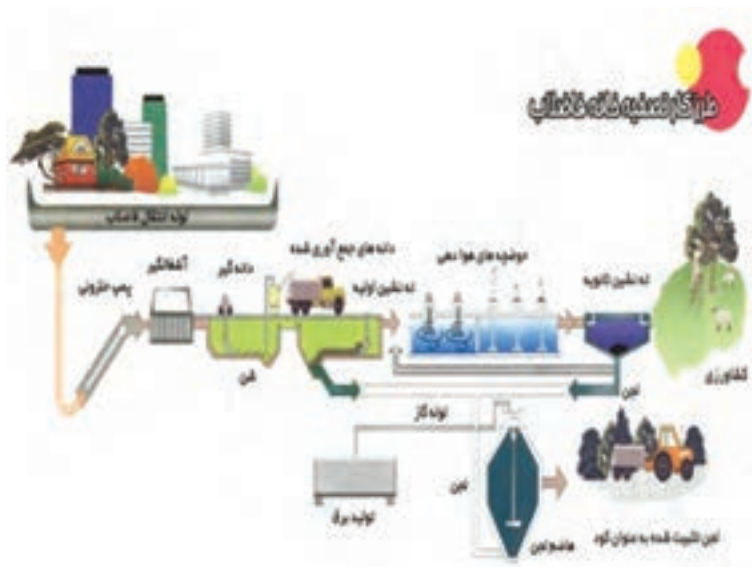 طرز کار تصفیه خانه فاضلاب
لوله انتقال فاضلاب
پمپ حلزونی
آشغالگیر
دانه گیر
دانه های جمع آوری شده
ته نشین اولیه
حوضچه های هوا دهی
ته نشین ثانویه
کشاورزی
شن
لجن
لوله گاز
تولید برق
لجن
هاضم لجن
لجن تثبیت شده به عنوان کود